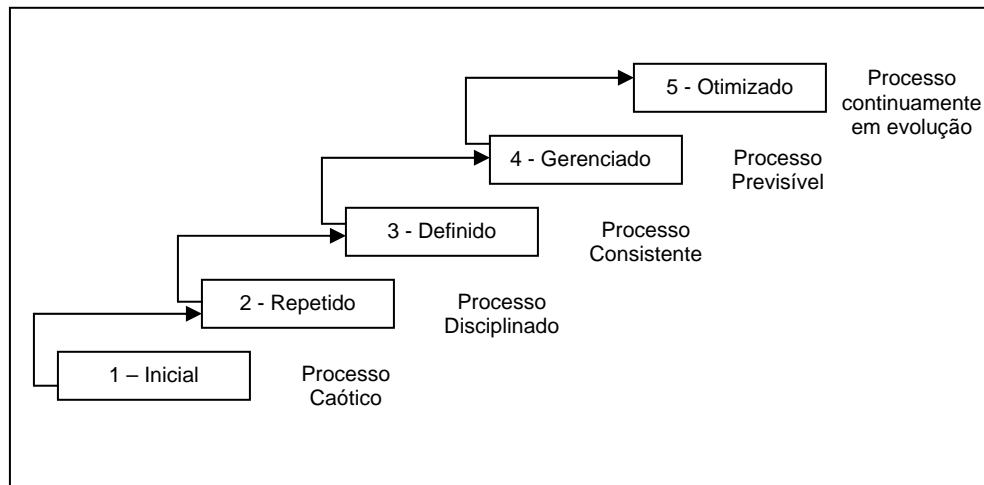 5 - Otimizado
Processo
continuamente
em evolução
4 - Gerenciado
Processo
Previsível
3 - Definido
Processo
Consistente
2 - Repetido
Processo
Disciplinado
1 – Inicial
Processo
Caótico